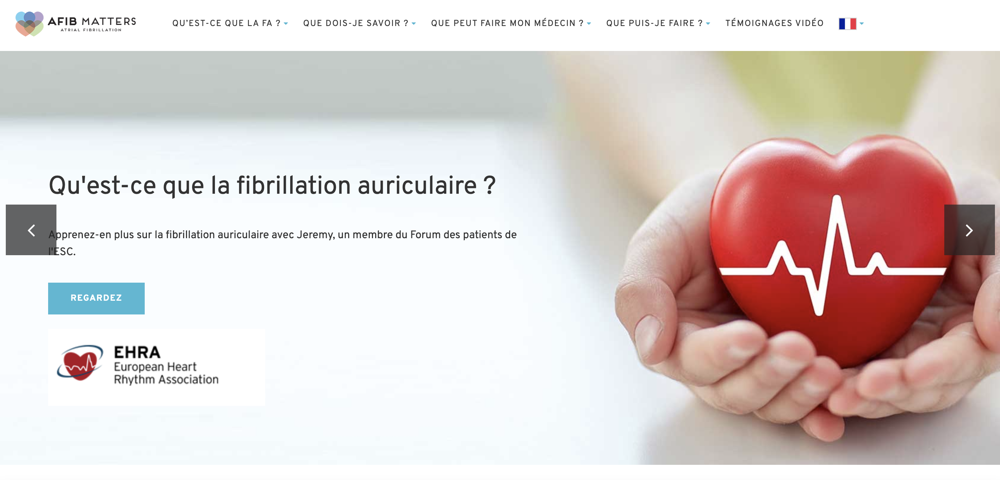 AFIB MATTERS
ATRIAL FIBRILLATION
QU’EST-CE QUE LA FA ?
QUE DOIS-JE SAVOIR ?
QUE PEUT FAIRE MON MÉDECIN ?
QUE PUIS-JE FAIRE ?
TÉMOIGNAGES VIDÉO
Qu'est-ce que la fibrillation auriculaire ?
Apprenez-en plus sur la fibrillation auriculaire avec Jeremy, un membre du Forum des patients de
l'ESC.
REGARDEZ
EHRA
European Heart
Rhythm Association